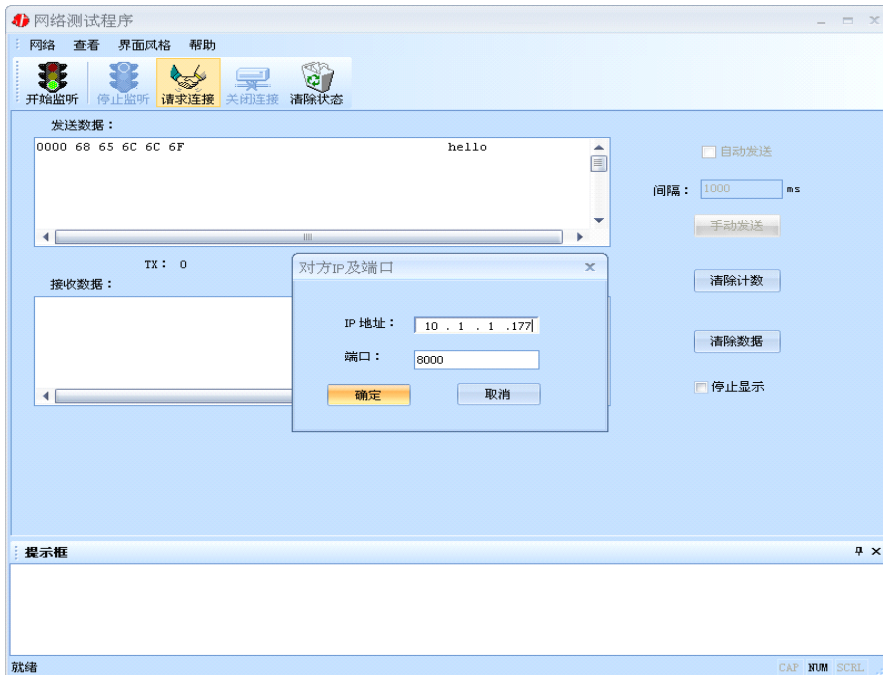 网络测试程序
网络 查看 界面风格 帮助
开始监听 停止监听 请求连接 关闭连接 清除状态
发送数据：
0000 68 65 6C 6C 6F hello
自动发送
间隔： 1000 ms
手动发送
TX： 0
接收数据：
对方IP及端口
IP 地址： 10 . 1 . 1 .177
端口： 8000
确定 取消
清除计数
清除数据
停止显示
提示框
就绪 CAP NUM SCRL